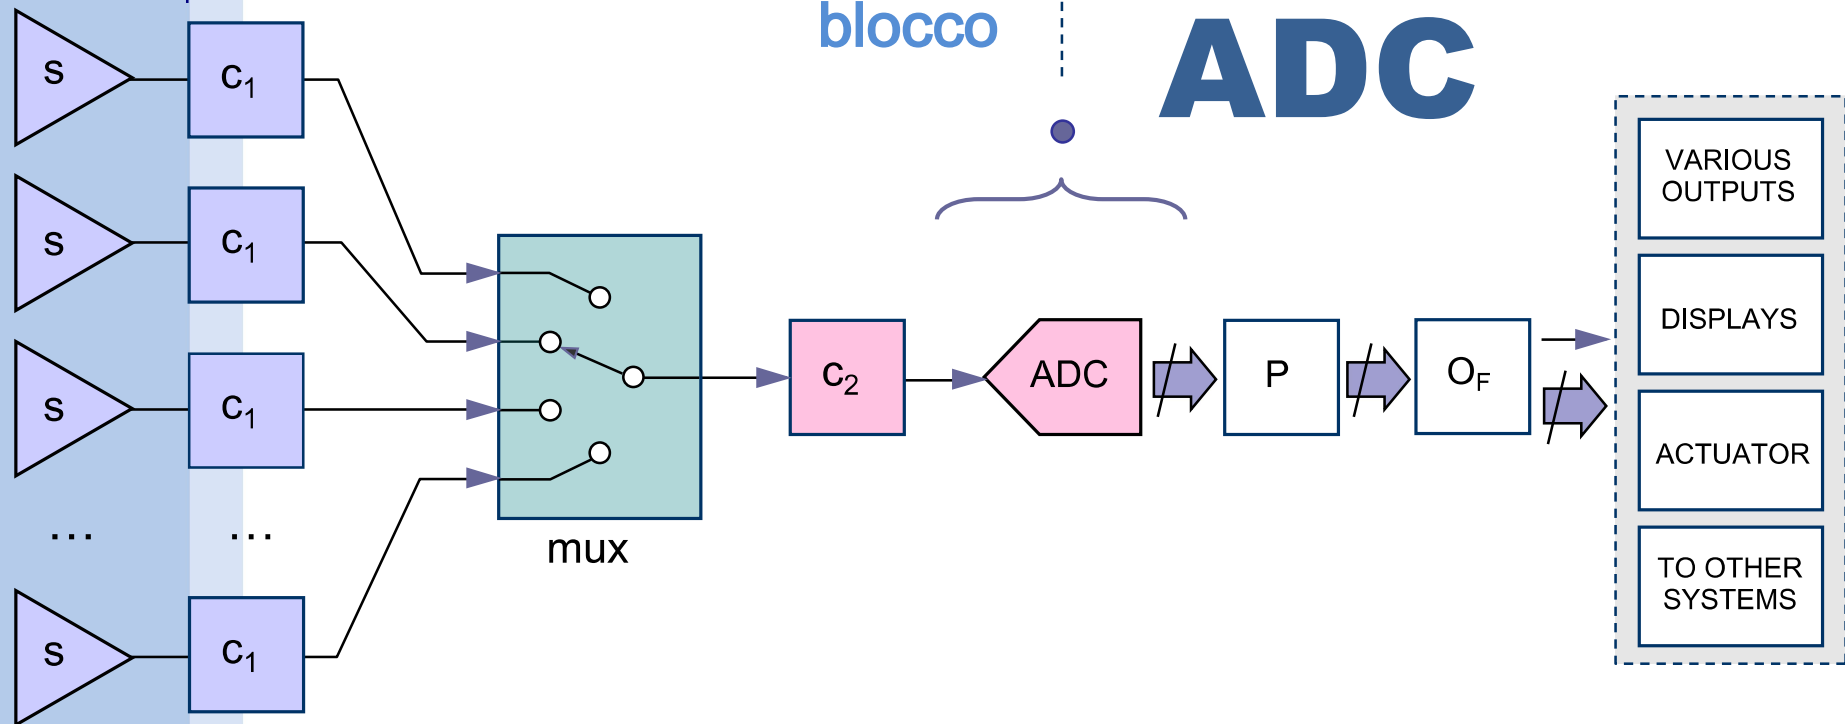 blocco
ADC
s
c1
s
c1
s
c1
...
...
s
c1
mux
c2
ADC
P
OF
VARIOUS
OUTPUTS
DISPLAYS
ACTUATOR
TO OTHER
SYSTEMS